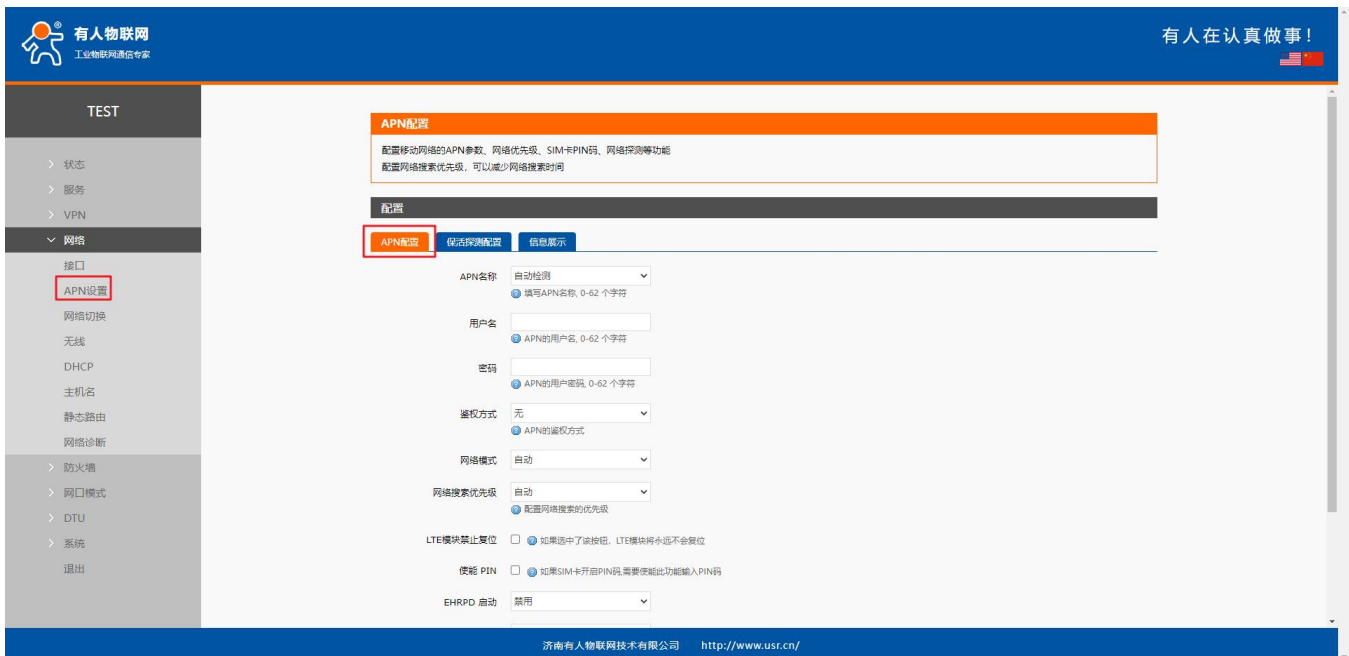 有人物联网
工业物联网通信专家
有人在认真做事!
TEST
状态
服务
VPN
网络
接口
APN设置
网络切换
无线
DHCP
主机名
静态路由
网络诊断
防火墙
网口模式
DTU
系统
退出
APN配置
配置移动网络的APN参数、网络优先级、SIM卡PIN码、网络探测等功能
配置网络搜索优先级,可以减少网络搜索时间
配置
APN配置 保活探测配置 信息展示
APN名称 自动检测
填写APN名称, 0-62 个字符
用户名
APN的用户名, 0-62 个字符
密码
APN的用户密码, 0-62 个字符
鉴权方式 无
APN的鉴权方式
网络模式 自动
网络搜索优先级 自动
配置网络搜索的优先级
LTE模块禁止复位 如果选中了该按钮, LTE模块将永远不会复位
使能 PIN 如果SIM卡开启PIN码,需要使能此功能输入PIN码
EHRPD 启动 禁用
济南有人物联网技术有限公司 http://www.usr.cn/